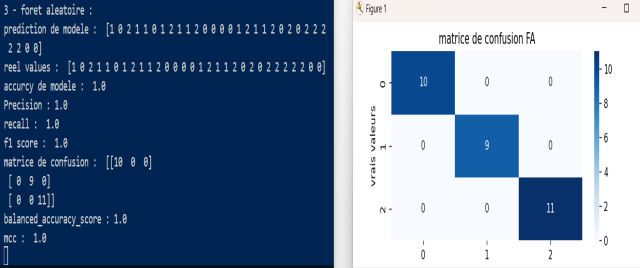 3 - foret aleatoire :
prediction de modele :  [1 0 2 1 1 0 1 2 1 1 2 0 0 0 0 1 2 1 1 2 0 2 0 2 2 2
 2 2 0 0]
reel values :  [1 0 2 1 1 0 1 2 1 1 2 0 0 0 0 1 2 1 1 2 0 2 0 2 2 2 2 2 0 0]
accurcy de modele :  1.0
Precision : 1.0
recall :  1.0
f1 score :  1.0
matrice de confusion :  [[10  0  0]
 [ 0  9  0]
 [ 0  0 11]]
balanced_accuracy_score : 1.0
mcc :  1.0
Figure 1
matrice de confusion FA
vrais valeurs
0
1
2
10 0 0
0 9 0
0 0 11
0 1 2
10
8
6
4
2
0